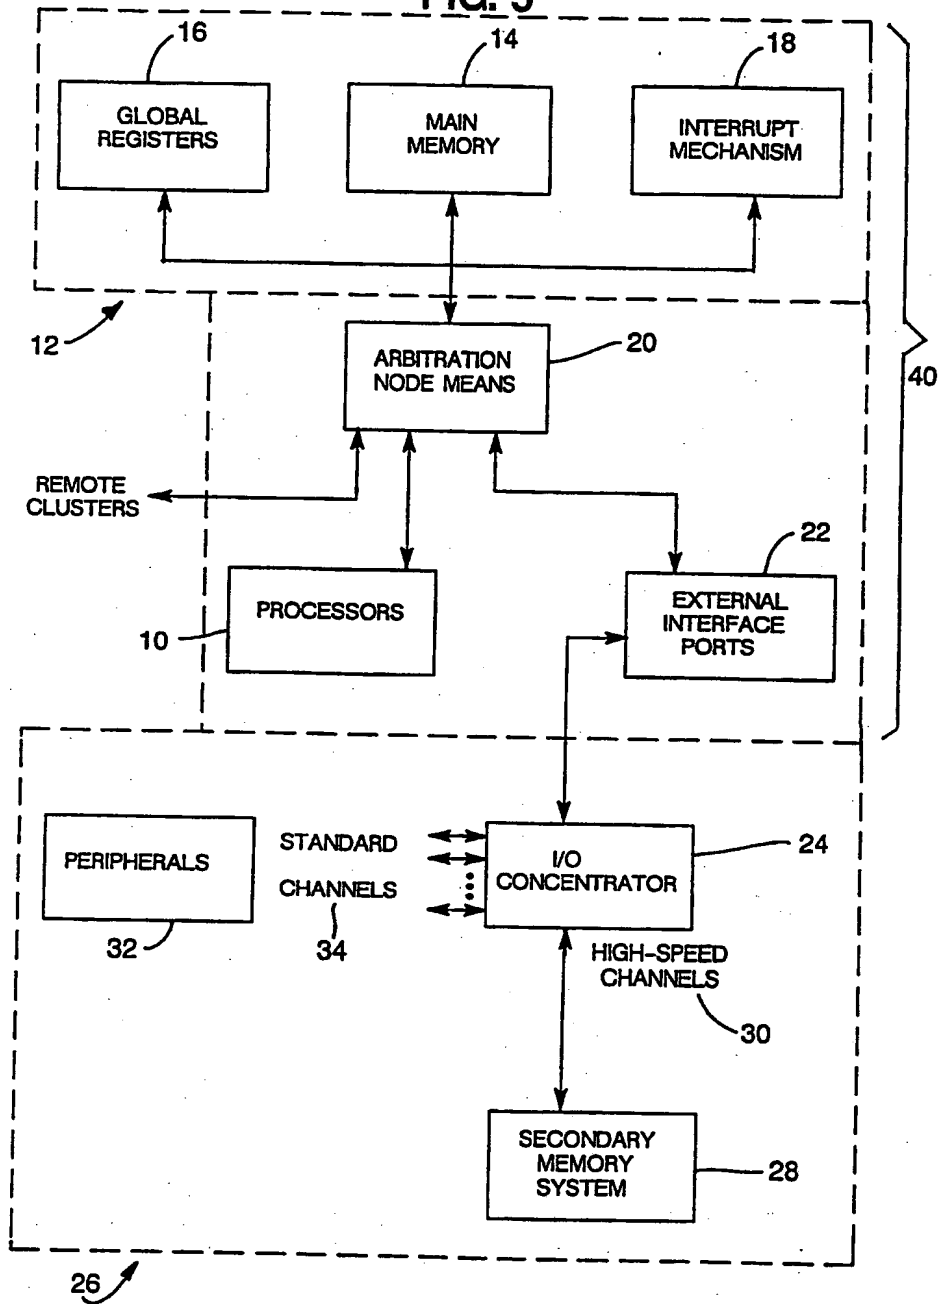 16
14
18
GLOBAL
REGISTERS
MAIN
MEMORY
INTERRUPT
MECHANISM
12
20
ARBITRATION
NODE MEANS
40
REMOTE
CLUSTERS
22
PROCESSORS
10
EXTERNAL
INTERFACE
PORTS
PERIPHERALS
32
STANDARD
CHANNELS
34
I/O
CONCENTRATOR
24
HIGH-SPEED
CHANNELS
30
SECONDARY
MEMORY
SYSTEM
28
26